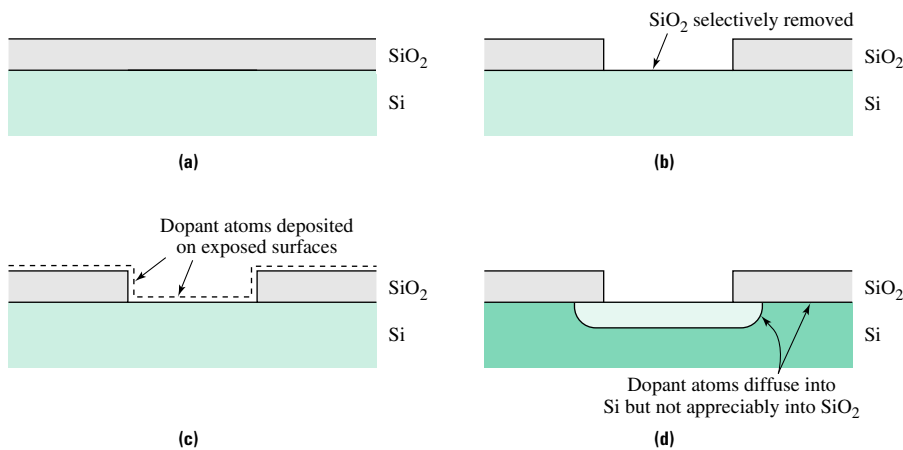 SiO₂
Si
(a)
SiO₂ selectively removed
SiO₂
Si
(b)
Dopant atoms deposited
on exposed surfaces
SiO₂
Si
(c)
SiO₂
Si
Dopant atoms diffuse into
Si but not appreciably into SiO₂
(d)